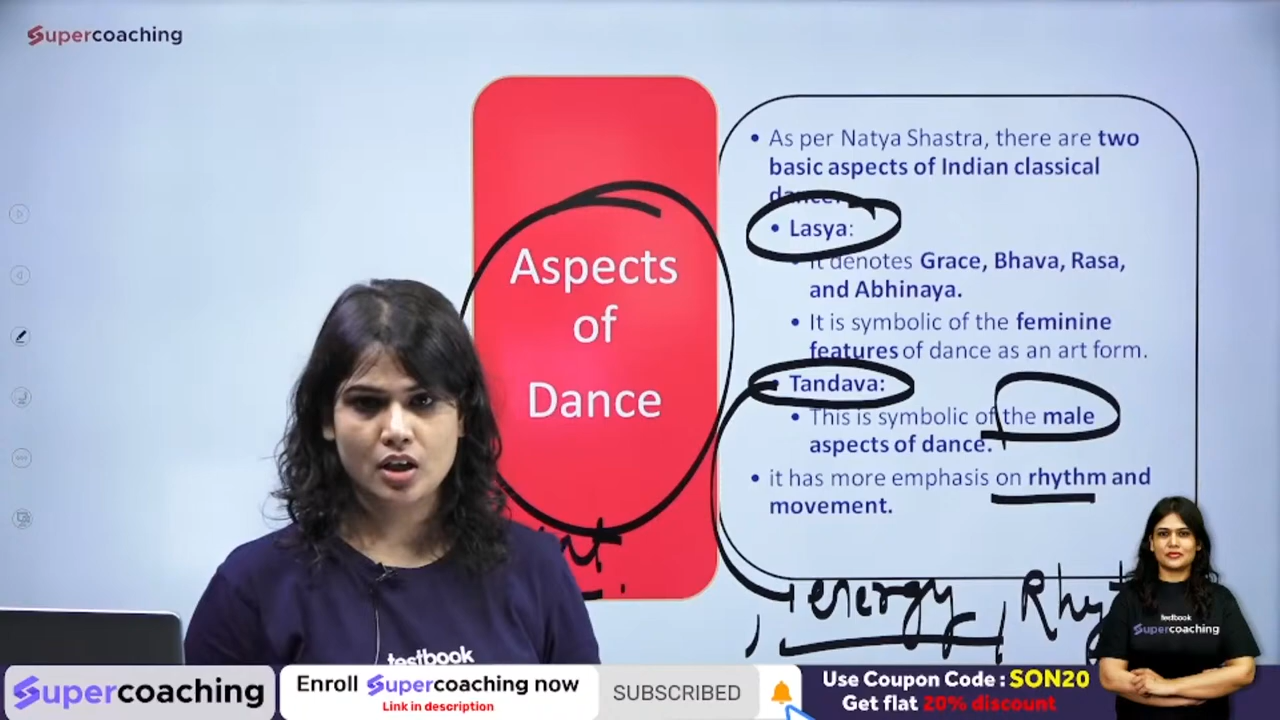 Supercoaching
Aspects
of
Dance
• As per Natya Shastra, there are two
basic aspects of Indian classical
dance:
• Lasya:
• It denotes Grace, Bhava, Rasa,
and Abhinaya.
• It is symbolic of the feminine
features of dance as an art form.
• Tandava:
• This is symbolic of the male
aspects of dance.
• it has more emphasis on rhythm and
movement.
, energy,
testbook
testbook
Supercoaching
Supercoaching
Enroll Supercoaching now
Link in description
SUBSCRIBED
Use Coupon Code : SON20
Get flat 20% discount